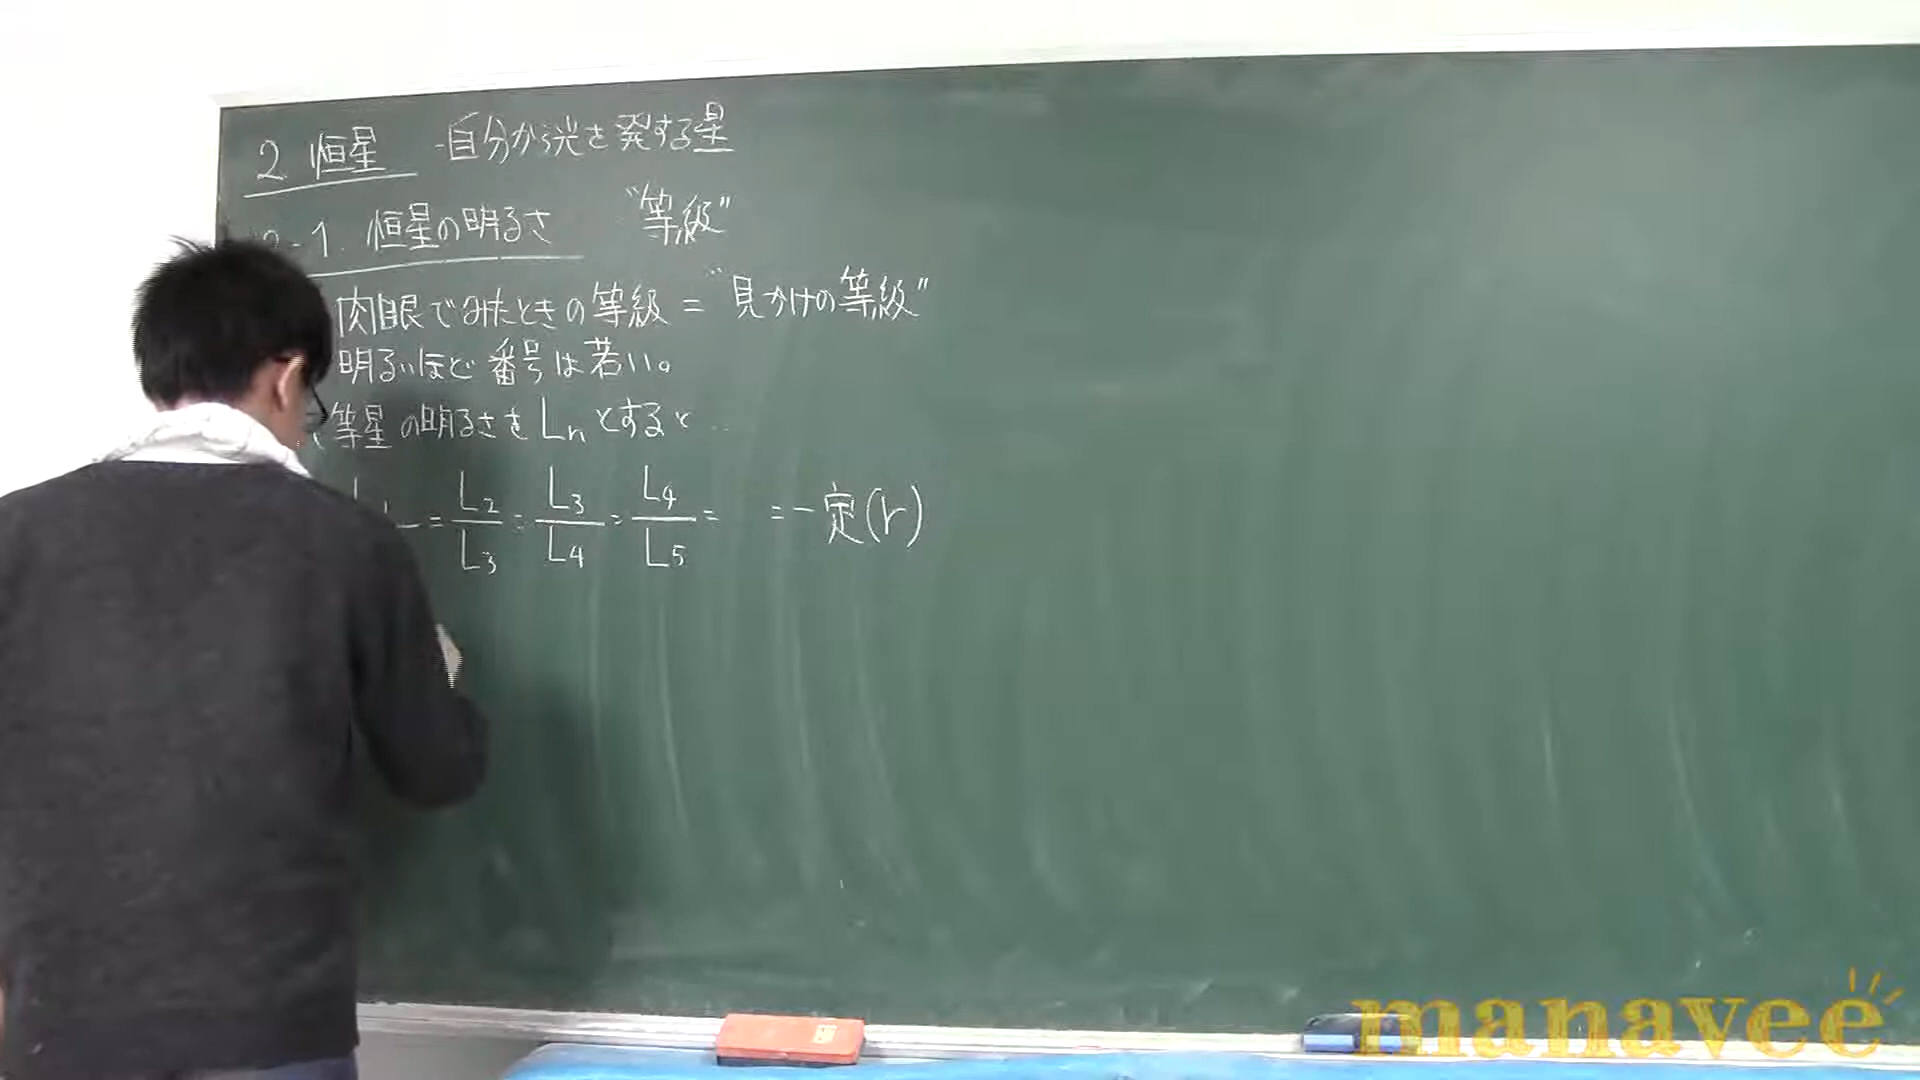 2. 恒星 -自分から光を発する星
2-1. 恒星の明るさ “等級”
肉眼でみたときの等級 = “見かけの等級”
明るいほど番号は若い。
等星の明るさを Ln とすると…
= L2/L3 = L3/L4 = L4/L5 = = 一定(r)
manavee